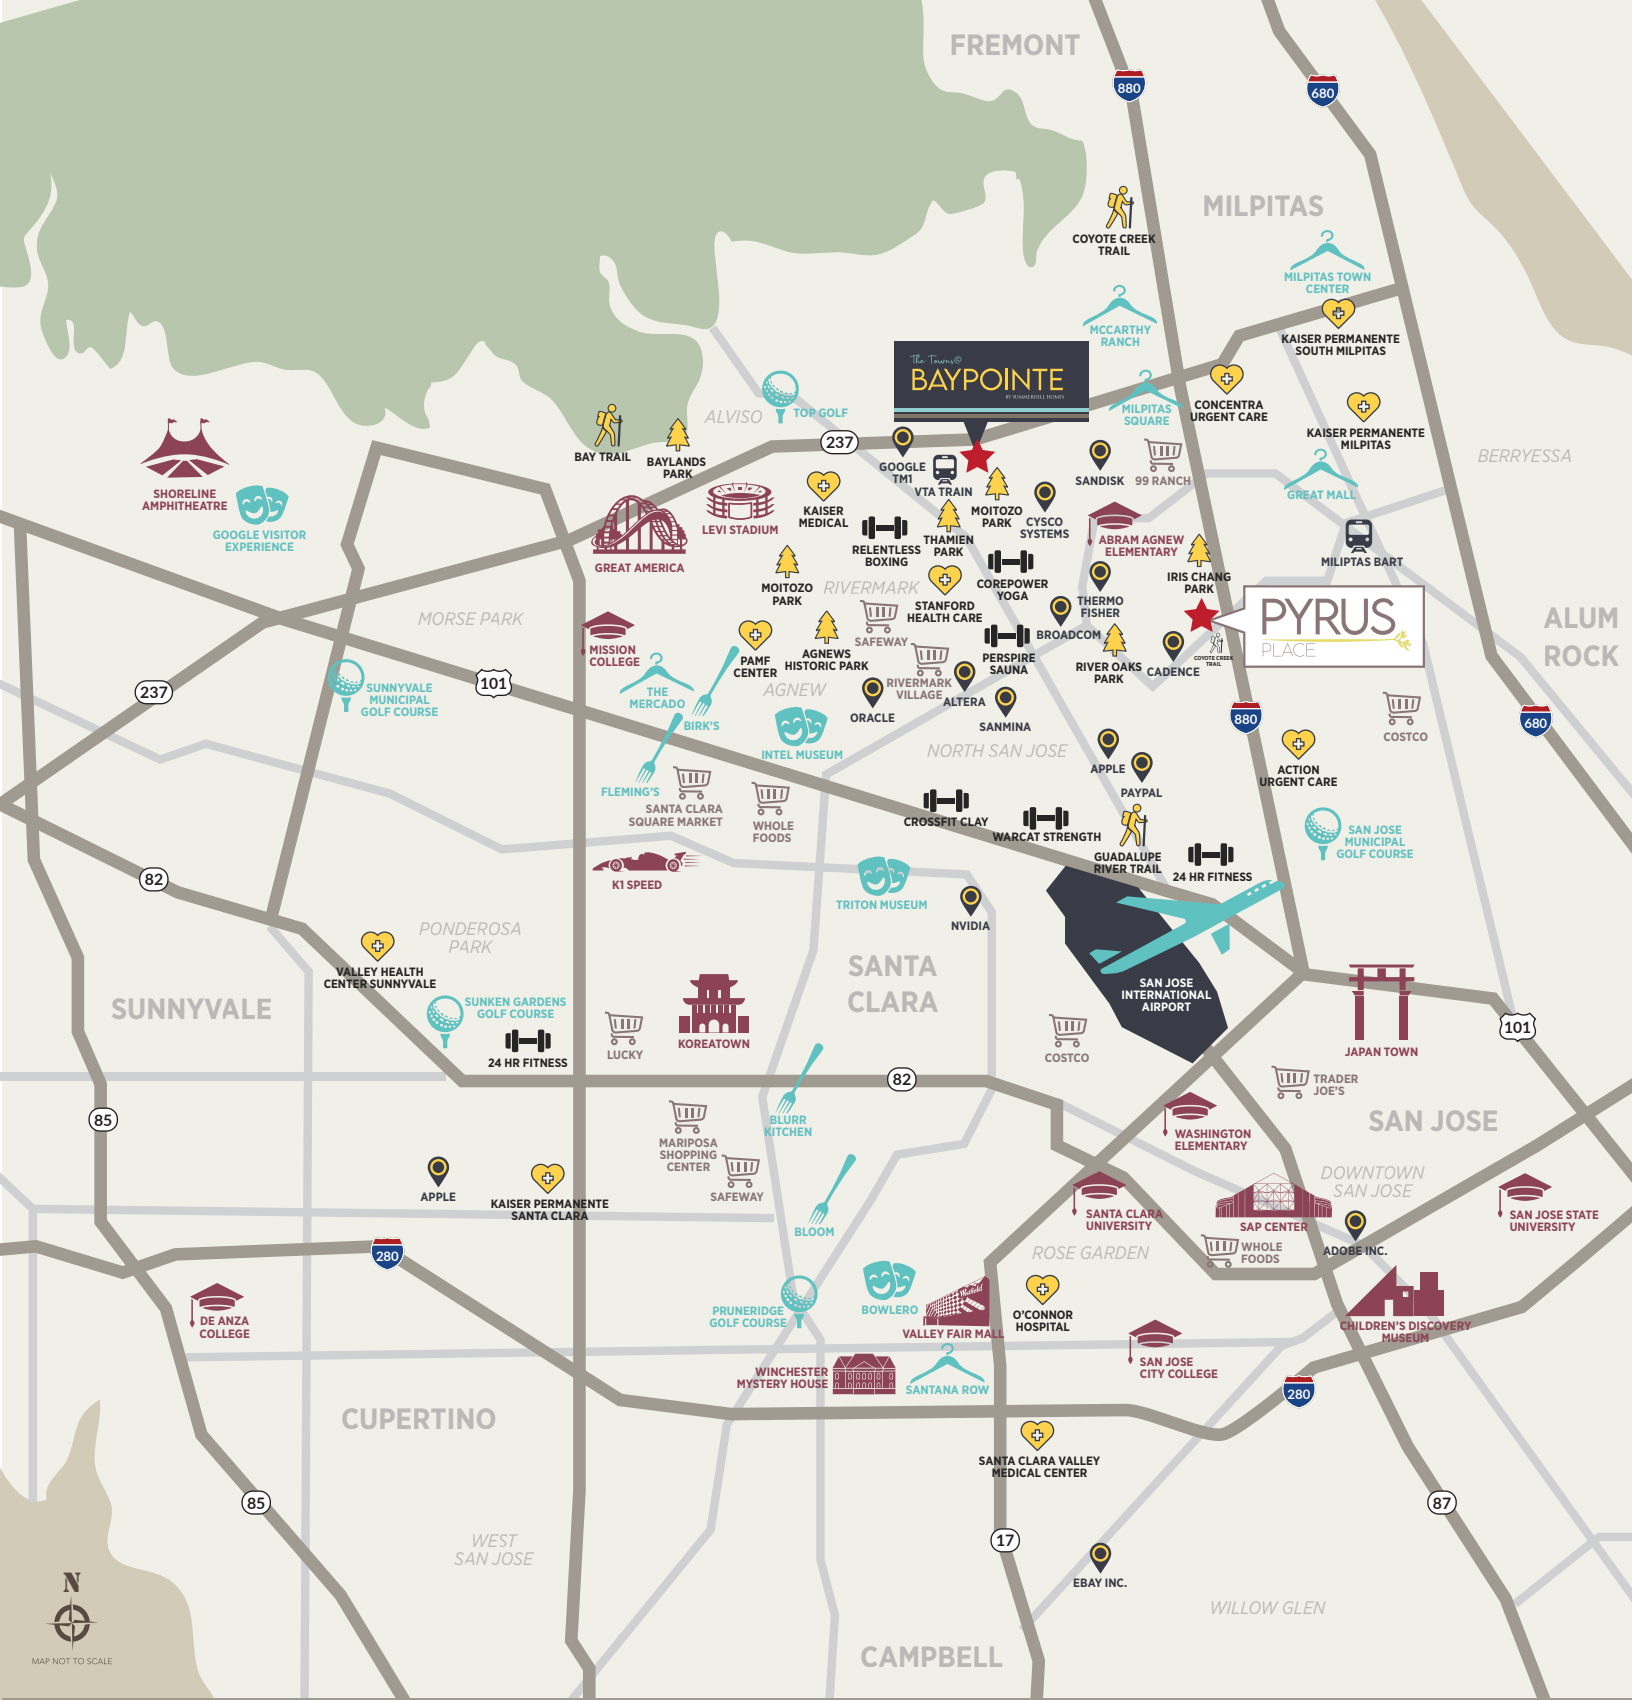 FREMONT
880
680
MILPITAS
COYOTE CREEK
TRAIL
MILPITAS TOWN
CENTER
MCCARTHY
RANCH
KAISER PERMANENTE
SOUTH MILPITAS
The Towns@
BAYPOINTE
BY SUMMERHILL HOMES
MILPITAS
SQUARE
CONCENTRA
URGENT CARE
KAISER PERMANENTE
MILPITAS
ALVISO
TOP GOLF
237
BAY TRAIL
BAYLANDS
PARK
GOOGLE
TM1
VTA TRAIN
MOITOZO
PARK
SANDISK
99 RANCH
BERRYESSA
GREAT MALL
SHORELINE
AMPHITHEATRE
GOOGLE VISITOR
EXPERIENCE
GREAT AMERICA
LEVI STADIUM
KAISER
MEDICAL
RELENTLESS
BOXING
THAMIEN
PARK
CYSCO
SYSTEMS
ABRAM AGNEW
ELEMENTARY
MILIPTAS BART
MOITOZO
PARK
RIVERMARK
STANFORD
HEALTH CARE
COREPOWER
YOGA
THERMO
FISHER
IRIS CHANG
PARK
PYRUS
PLACE
ALUM
ROCK
MORSE PARK
MISSION
COLLEGE
PAMF
CENTER
AGNEWS
HISTORIC PARK
SAFEWAY
RIVERMARK
VILLAGE
PERSPIRE
SAUNA
BROADCOM
RIVER OAKS
PARK
CADENCE
COYOTE CREEK
TRAIL
237
101
SUNNYVALE
MUNICIPAL
GOLF COURSE
THE
MERCADO
BIRK'S
AGNEW
ORACLE
ALTERA
SANMINA
880
680
COSTCO
INTEL MUSEUM
NORTH SAN JOSE
APPLE
PAYPAL
ACTION
URGENT CARE
FLEMING'S
SANTA CLARA
SQUARE MARKET
WHOLE
FOODS
CROSSFIT CLAY
WARCAT STRENGTH
GUADALUPE
RIVER TRAIL
24 HR FITNESS
SAN JOSE
MUNICIPAL
GOLF COURSE
82
K1 SPEED
TRITON MUSEUM
NVIDIA
PONDEROSA
PARK
VALLEY HEALTH
CENTER SUNNYVALE
SANTA
CLARA
SAN JOSE
INTERNATIONAL
AIRPORT
SUNNYVALE
SUNKEN GARDENS
GOLF COURSE
24 HR FITNESS
LUCKY
KOREATOWN
COSTCO
JAPAN TOWN
101
82
TRADER
JOE'S
85
BLURR
KITCHEN
MARIPOSA
SHOPPING
CENTER
SAFEWAY
WASHINGTON
ELEMENTARY
SAN JOSE
DOWNTOWN
SAN JOSE
APPLE
KAISER PERMANENTE
SANTA CLARA
BLOOM
SANTA CLARA
UNIVERSITY
SAP CENTER
SAN JOSE STATE
UNIVERSITY
280
ROSE GARDEN
WHOLE
FOODS
ADOBE INC.
DE ANZA
COLLEGE
PRUNERIDGE
GOLF COURSE
BOWLERO
Westfield
VALLEY FAIR MALL
O'CONNOR
HOSPITAL
CHILDREN'S DISCOVERY
MUSEUM
WINCHESTER
MYSTERY HOUSE
SANTANA ROW
SAN JOSE
CITY COLLEGE
280
CUPERTINO
SANTA CLARA VALLEY
MEDICAL CENTER
85
87
WEST
SAN JOSE
17
EBAY INC.
N
MAP NOT TO SCALE
WILLOW GLEN
CAMPBELL